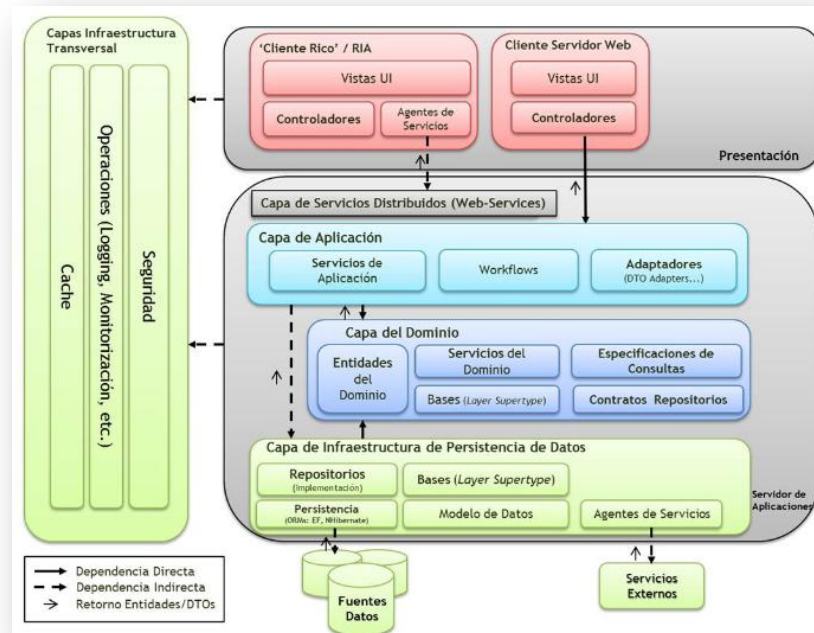 Capas Infraestructura
Transversal
Cache
Operaciones (Logging, Monitorización, etc.)
Seguridad
'Cliente Rico' / RIA
Vistas UI
Controladores
Agentes de
Servicios
Cliente Servidor Web
Vistas UI
Controladores
Presentación
Capa de Servicios Distribuidos (Web-Services)
Capa de Aplicación
Servicios de
Aplicación
Workflows
Adaptadores
(DTO Adapters...)
Capa del Dominio
Entidades
del
Dominio
Servicios del
Dominio
Especificaciones de
Consultas
Bases (Layer Supertype)
Contratos Repositorios
Capa de Infraestructura de Persistencia de Datos
Repositorios
(Implementación)
Bases (Layer Supertype)
Persistencia
(ORMs: EF, NHibernate)
Modelo de Datos
Agentes de Servicios
Servidor de
Aplicaciones
Dependencia Directa
Dependencia Indirecta
Retorno Entidades/DTOs
Fuentes
Datos
Servicios
Externos